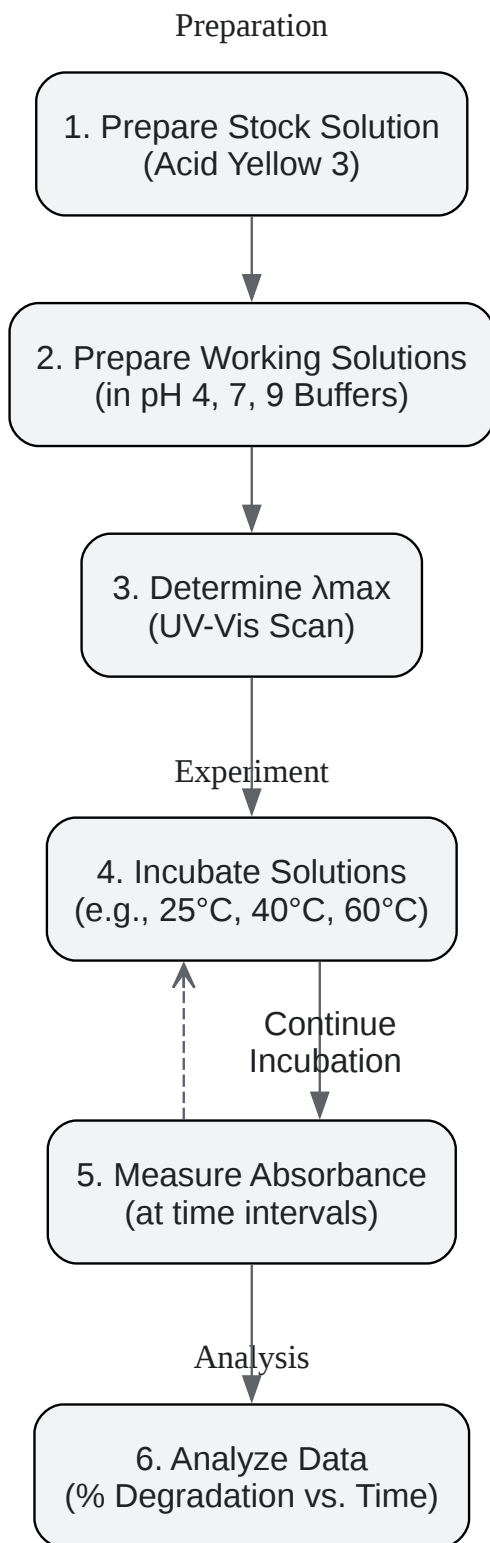 Preparation
1. Prepare Stock Solution
(Acid Yellow 3)
2. Prepare Working Solutions
(in pH 4, 7, 9 Buffers)
3. Determine λmax
(UV-Vis Scan)
Experiment
4. Incubate Solutions
(e.g., 25°C, 40°C, 60°C)
Continue
Incubation
5. Measure Absorbance
(at time intervals)
Analysis
6. Analyze Data
(% Degradation vs. Time)